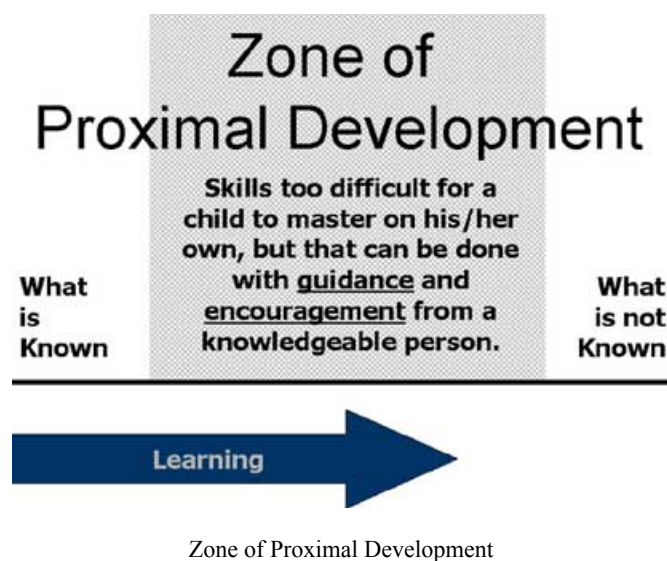 Zone of
Proximal Development
Skills too difficult for a
child to master on his/her
own, but that can be done
with guidance and
encouragement from a
knowledgeable person.
What
is
Known
What
is not
Known
Learning
Zone of Proximal Development